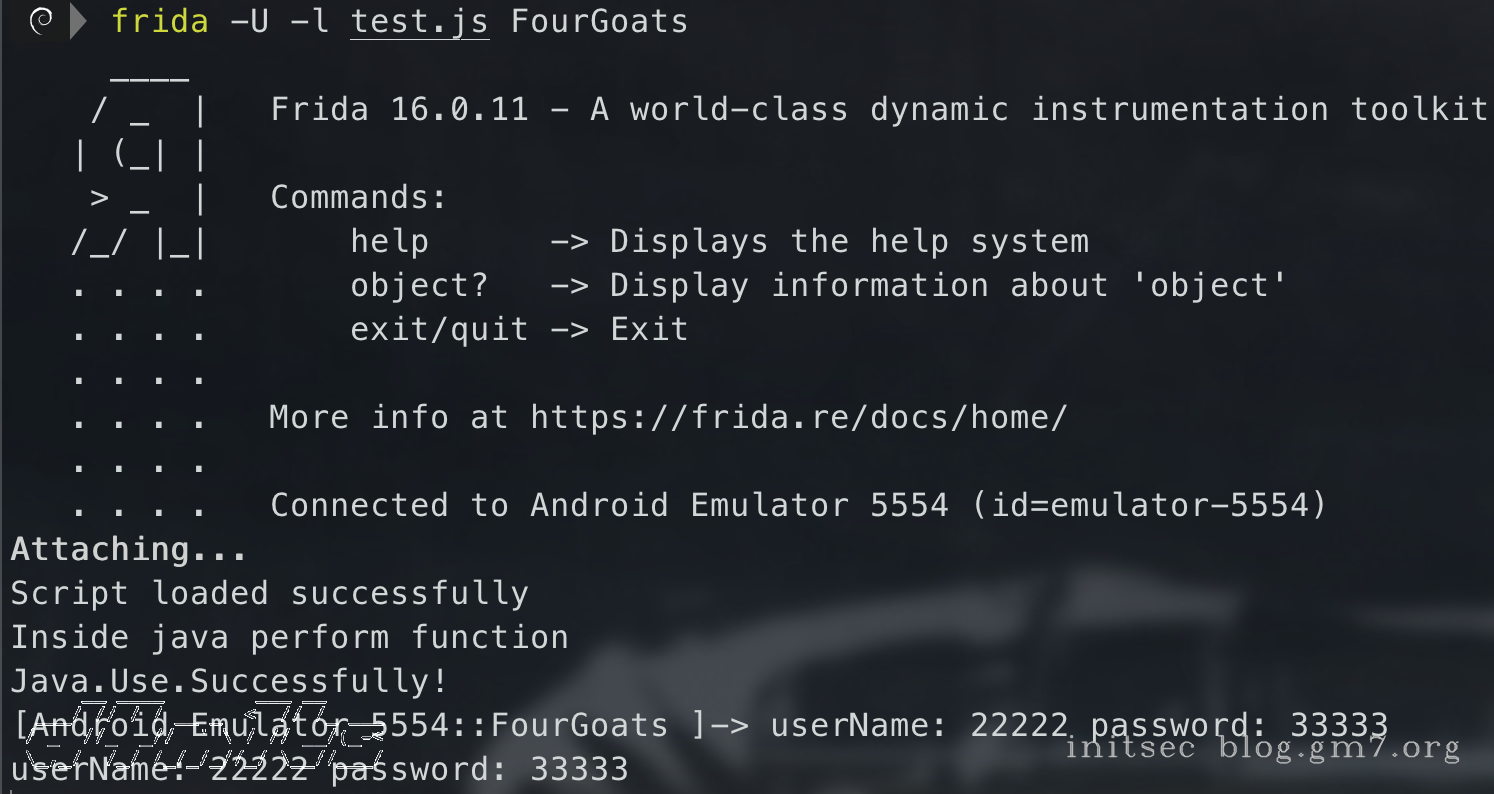 frida -U -l test.js FourGoats
____
/ _  |   Frida 16.0.11 - A world-class dynamic instrumentation toolkit
| (_| |
> _  |   Commands:
/_/ |_|       help      -> Displays the help system
. . . .       object?   -> Display information about 'object'
. . . .       exit/quit -> Exit
. . . .
. . . .   More info at https://frida.re/docs/home/
. . . .
. . . .   Connected to Android Emulator 5554 (id=emulator-5554)
Attaching...
Script loaded successfully
Inside java perform function
Java.Use.Successfully!
[Android Emulator 5554::FourGoats ]-> userName: 22222 password: 33333
initsec blog.gm7.org
userName: 22222 password: 33333